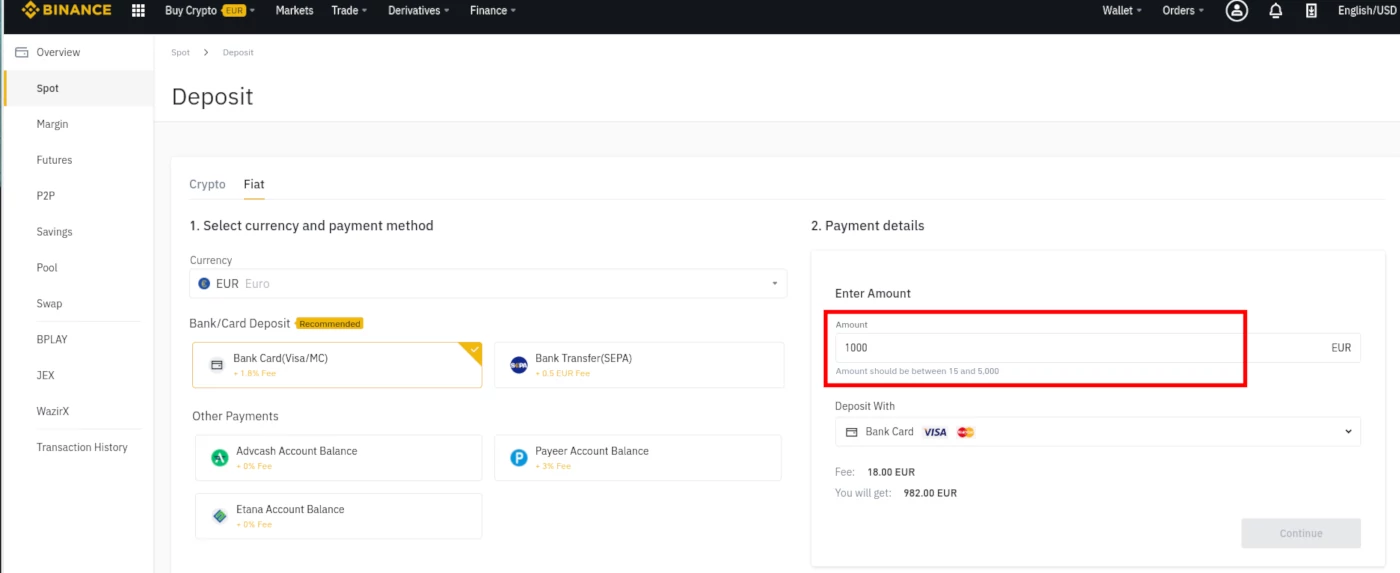 BINANCE
Buy Crypto EUR
Markets
Trade
Derivatives
Finance
Wallet
Orders
English/USD
Overview
Spot
Margin
Futures
P2P
Savings
Pool
Swap
BPLAY
JEX
WazirX
Transaction History
Spot > Deposit
Deposit
Crypto Fiat
1. Select currency and payment method
Currency
EUR Euro
Bank/Card Deposit Recommended
Bank Card(Visa/MC)
+ 1.8% Fee
Bank Transfer(SEPA)
+ 0.5 EUR Fee
Other Payments
Advcash Account Balance
+ 0% Fee
Payeer Account Balance
+ 3% Fee
Etana Account Balance
+ 0% Fee
2. Payment details
Enter Amount
Amount
1000 EUR
Amount should be between 15 and 5,000
Deposit With
Bank Card VISA
Fee: 18.00 EUR
You will get: 982.00 EUR
Continue